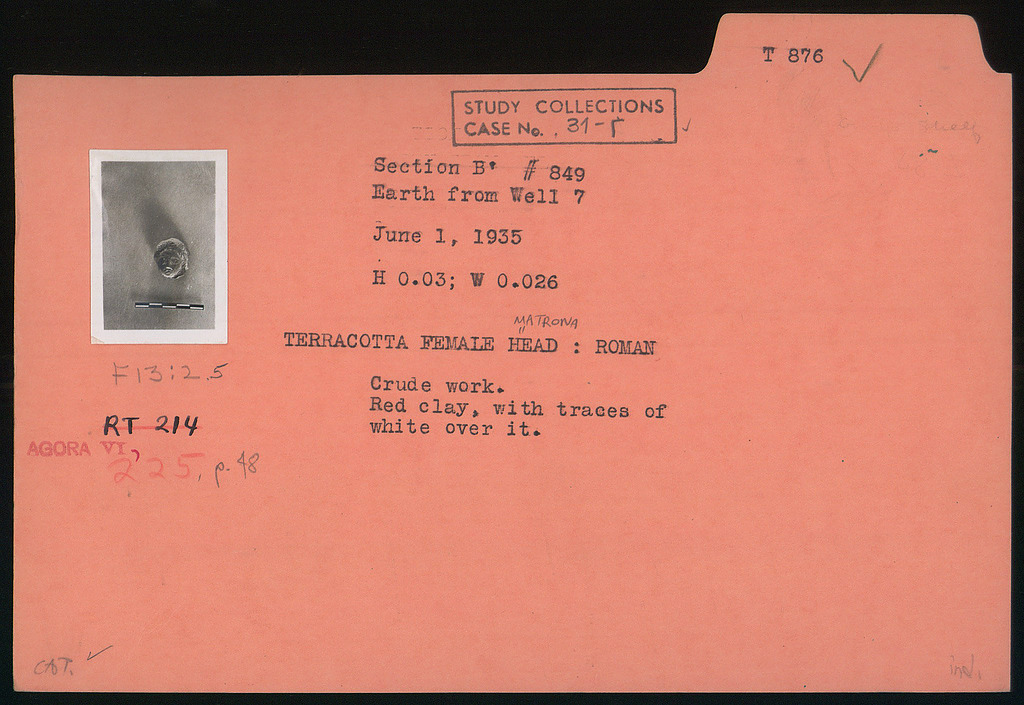 T 876
STUDY COLLECTIONS
CASE No. 31-
Section B' # 849
Earth from Well 7
June 1, 1935
H 0.03; W 0.026
MATRONA
TERRACOTTA FEMALE HEAD : ROMAN
Crude work.
Red clay, with traces of
white over it.
F13:2.5
RT 214
AGORA VI,
225, p. 48
CAT.